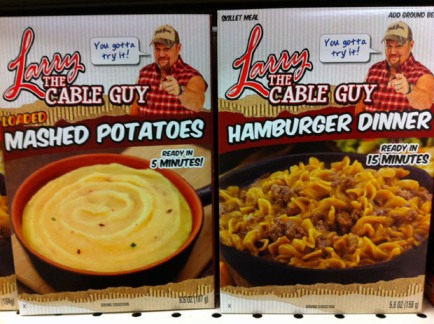 You gotta
try it!
Larry
THE
CABLE GUY
LOADED
MASHED POTATOES
READY IN
5 MINUTES!
SKILLET MEAL
ADD GROUND BE
You gotta
try it!
Larry
THE
CABLE GUY
HAMBURGER DINNER
READY IN
15 MINUTES